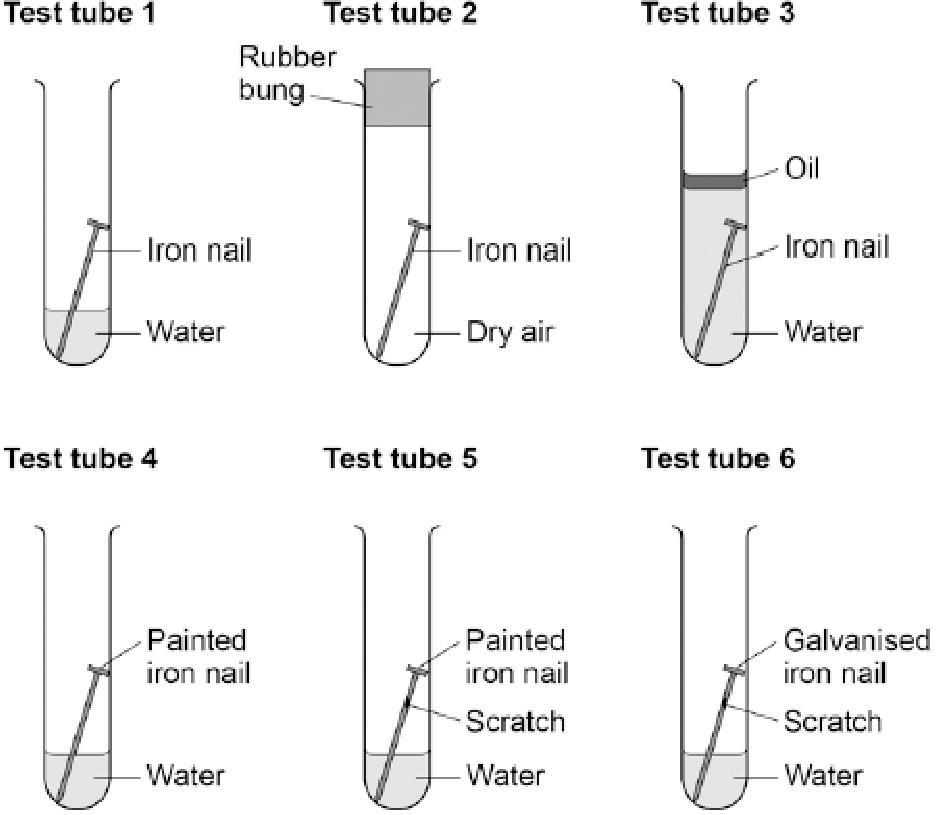 Test tube 1
Iron nail
Water
Test tube 2
Rubber
bung
Iron nail
Dry air
Test tube 3
Oil
Iron nail
Water
Test tube 4
Painted
iron nail
Water
Test tube 5
Painted
iron nail
Scratch
Water
Test tube 6
Galvanised
iron nail
Scratch
Water